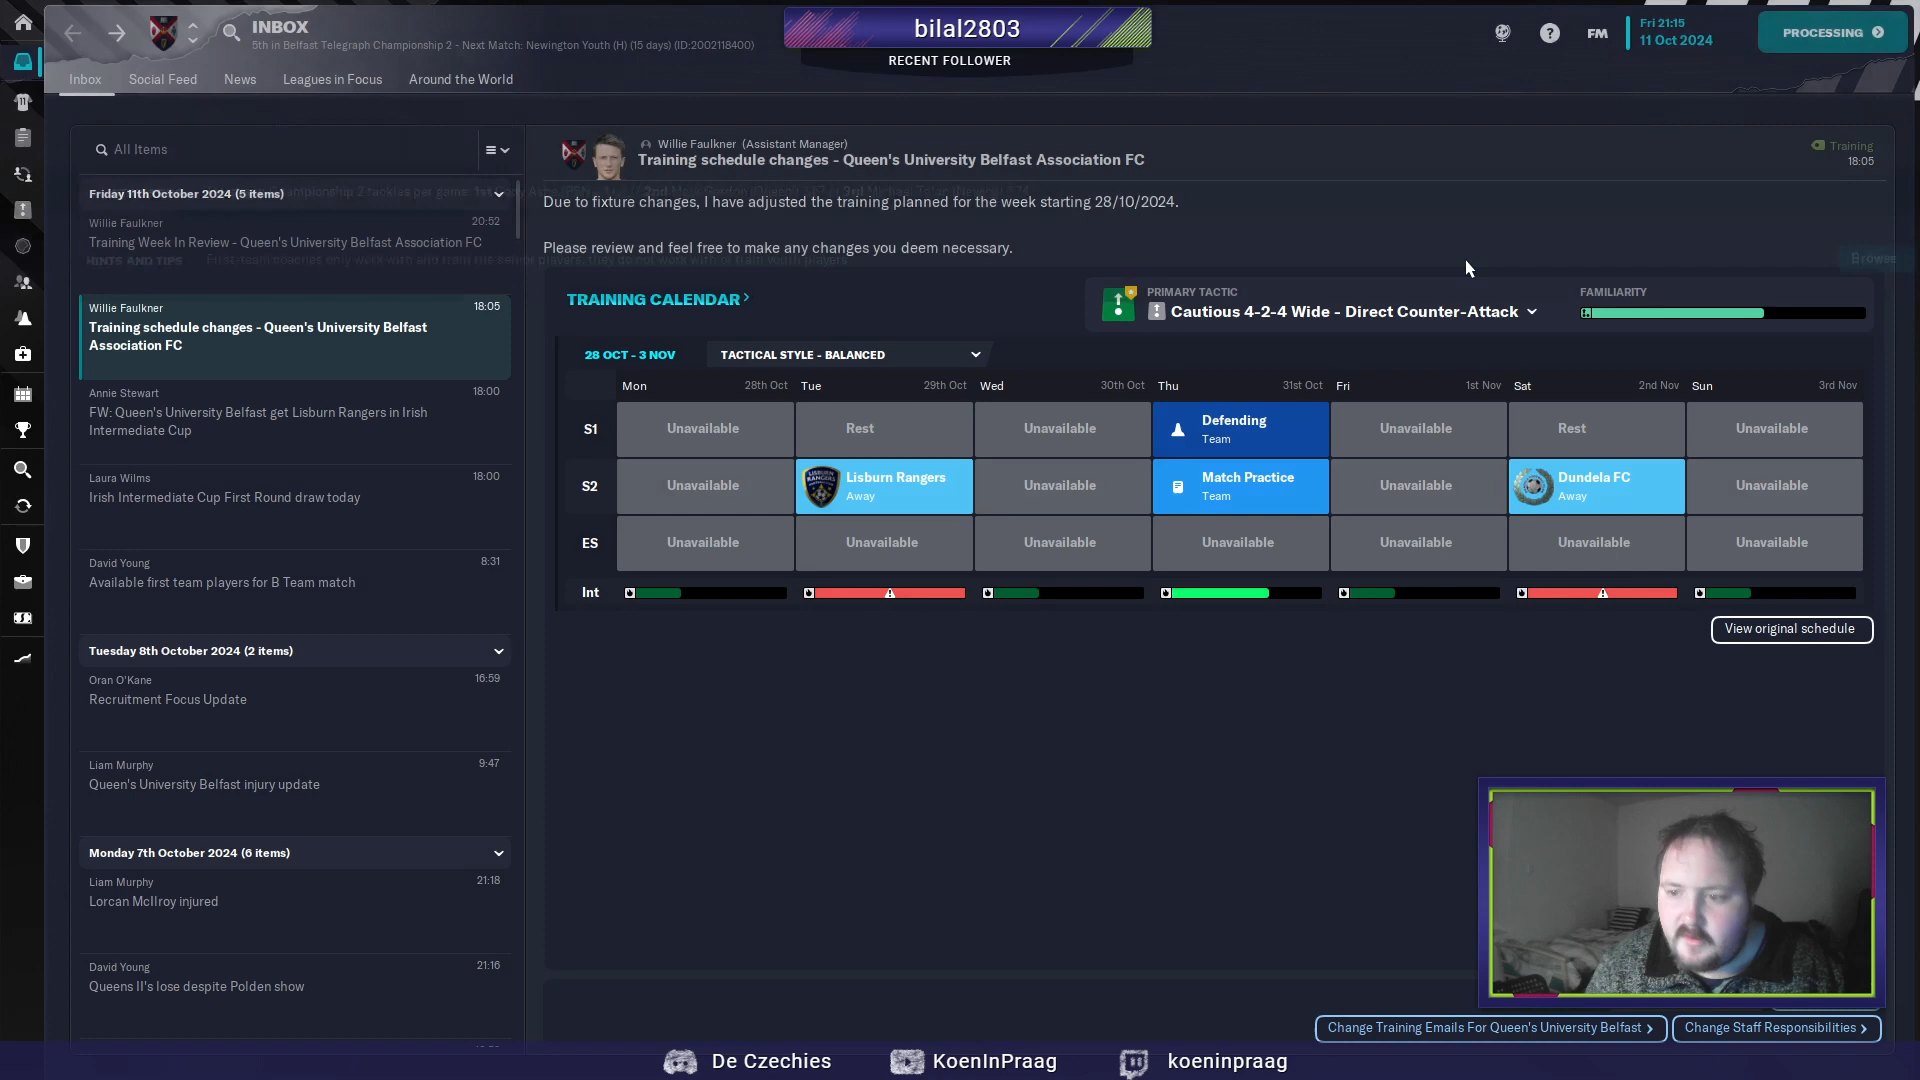 INBOX
5th in Belfast Telegraph Championship 2 - Next Match: Newington Youth (H) (15 days) (ID:2002118400)
bilal2803
RECENT FOLLOWER
FM
Fri 21:15
11 Oct 2024
PROCESSING
Inbox
Social Feed
News
Leagues in Focus
Around the World
All Items
Friday 11th October 2024 (5 items)
Willie Faulkner
20:52
Training Week In Review - Queen's University Belfast Association FC
HINTS AND TIPS
Willie Faulkner
18:05
Training schedule changes - Queen's University Belfast
Association FC
Annie Stewart
18:00
FW: Queen's University Belfast get Lisburn Rangers in Irish
Intermediate Cup
Laura Wilms
18:00
Irish Intermediate Cup First Round draw today
David Young
8:31
Available first team players for B Team match
Tuesday 8th October 2024 (2 items)
Oran O'Kane
16:59
Recruitment Focus Update
Liam Murphy
9:47
Queen's University Belfast injury update
Monday 7th October 2024 (6 items)
Liam Murphy
21:18
Lorcan McIlroy injured
David Young
21:16
Queens II's lose despite Polden show
Willie Faulkner (Assistant Manager)
Training schedule changes - Queen's University Belfast Association FC
Training
18:05
Due to fixture changes, I have adjusted the training planned for the week starting 28/10/2024.
Please review and feel free to make any changes you deem necessary.
Browse
TRAINING CALENDAR
PRIMARY TACTIC
Cautious 4-2-4 Wide - Direct Counter-Attack
FAMILIARITY
28 OCT - 3 NOV
TACTICAL STYLE - BALANCED
Mon 28th Oct Tue 29th Oct Wed 30th Oct Thu 31st Oct Fri 1st Nov Sat 2nd Nov Sun 3rd Nov
S1 Unavailable Rest Unavailable Defending Team Unavailable Rest Unavailable
S2 Unavailable Lisburn Rangers Away Unavailable Match Practice Team Unavailable Dundela FC Away Unavailable
ES Unavailable Unavailable Unavailable Unavailable Unavailable Unavailable Unavailable
Int
View original schedule
Change Training Emails For Queen's University Belfast
Change Staff Responsibilities
De Czechies
KoenInPraag
koeninpraag